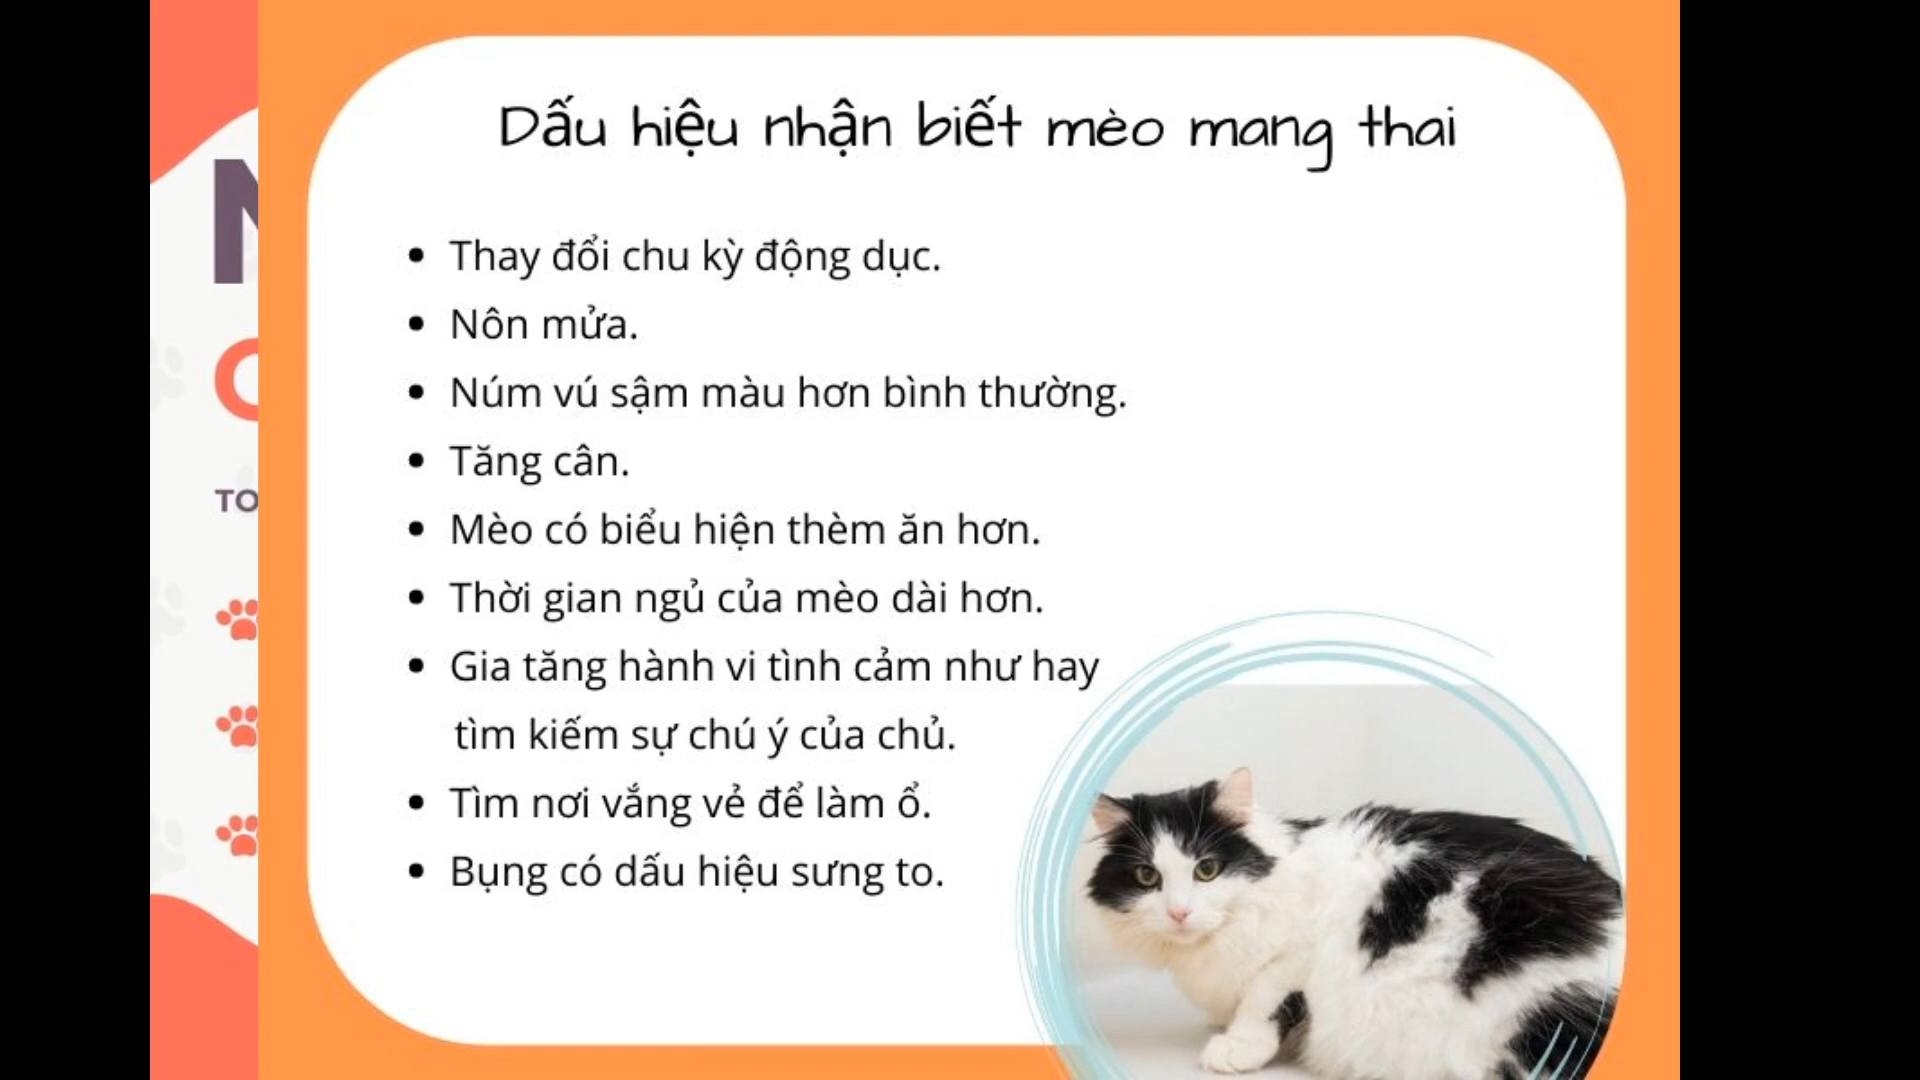 Dấu hiệu nhận biết mèo mang thai
Thay đổi chu kỳ động dục.
Nôn mửa.
Núm vú sậm màu hơn bình thường.
Tăng cân.
Mèo có biểu hiện thèm ăn hơn.
Thời gian ngủ của mèo dài hơn.
Gia tăng hành vi tình cảm như hay
tìm kiếm sự chú ý của chủ.
Tìm nơi vắng vẻ để làm ổ.
Bụng có dấu hiệu sưng to.